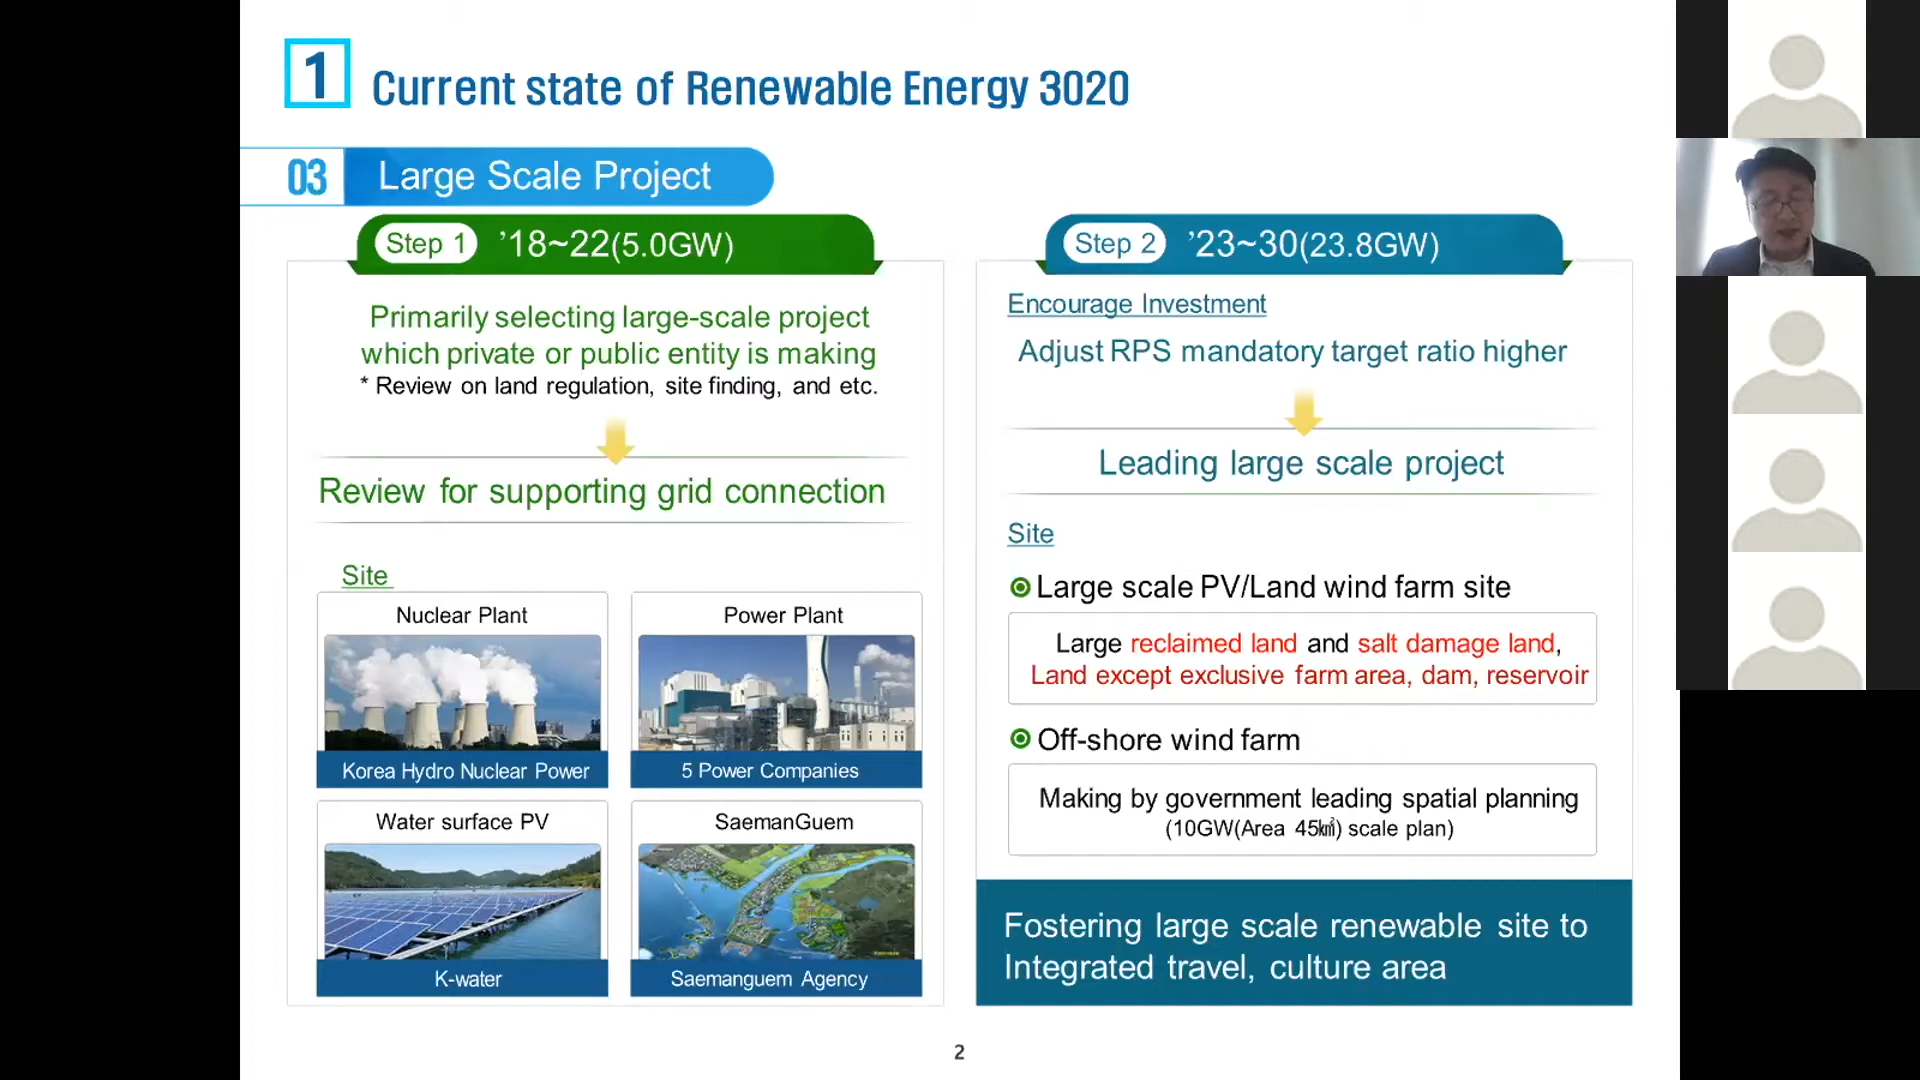 1
Current state of Renewable Energy 3020
03
Large Scale Project
Step 1
’18~22(5.0GW)
Primarily selecting large-scale project
which private or public entity is making
* Review on land regulation, site finding, and etc.
Review for supporting grid connection
Site
Nuclear Plant
Korea Hydro Nuclear Power
Power Plant
5 Power Companies
Water surface PV
K-water
SaemanGuem
Saemanguem Agency
Step 2
’23~30(23.8GW)
Encourage Investment
Adjust RPS mandatory target ratio higher
Leading large scale project
Site
Large scale PV/Land wind farm site
Large reclaimed land and salt damage land,
Land except exclusive farm area, dam, reservoir
Off-shore wind farm
Making by government leading spatial planning
(10GW(Area 45㎢) scale plan)
Fostering large scale renewable site to
Integrated travel, culture area
2